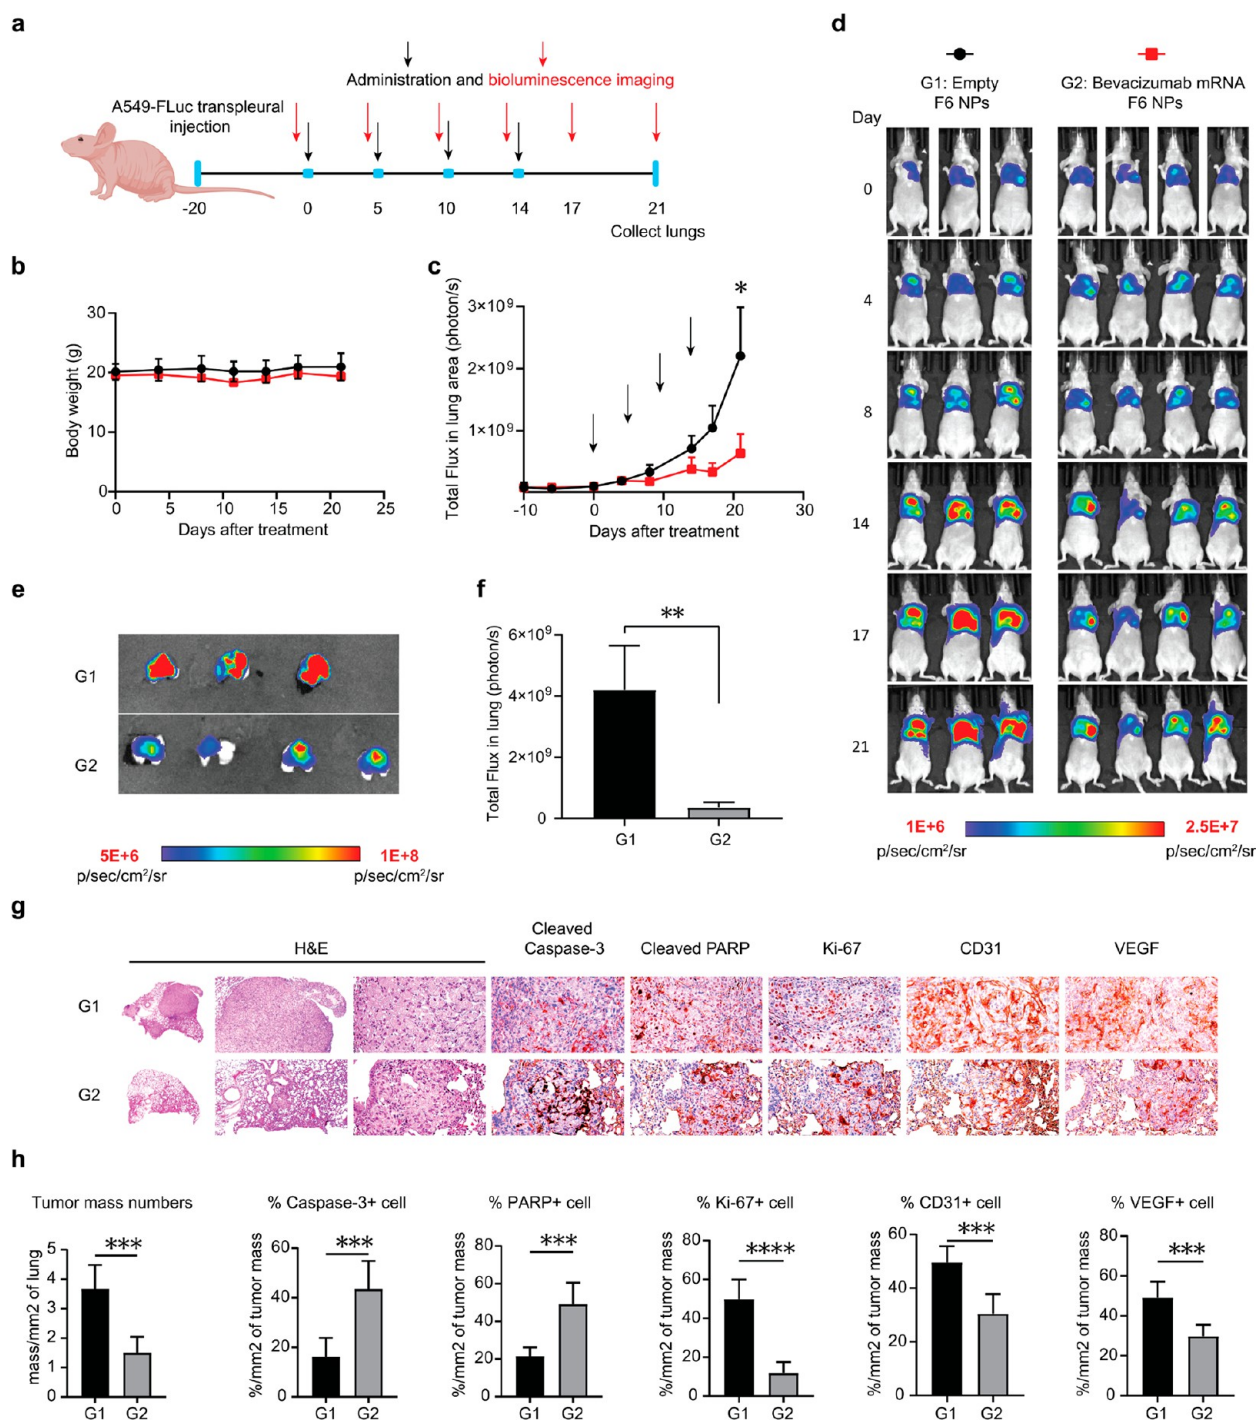 a
Administration and bioluminescence imaging
A549-FLuc transpleural
injection
-20
0
5
10
14
17
21
Collect lungs
b
30
20
10
0
Body weight (g)
0
5
10
15
20
25
Days after treatment
c
Total Flux in lung area (photon/s)
3×10⁹
2×10⁹
1×10⁹
0
*
-10
0
10
20
30
Days after treatment
d
G1: Empty
F6 NPs
G2: Bevacizumab mRNA
F6 NPs
Day
0
4
8
14
17
21
1E+6
p/sec/cm²/sr
2.5E+7
p/sec/cm²/sr
e
G1
G2
5E+6
p/sec/cm²/sr
1E+8
p/sec/cm²/sr
f
Total Flux in lung (photon/s)
6×10⁹
4×10⁹
2×10⁹
0
**
G1
G2
g
H&E
Cleaved
Caspase-3
Cleaved PARP
Ki-67
CD31
VEGF
G1
G2
h
Tumor mass numbers
mass/mm2 of lung
5
4
3
2
1
0
***
G1
G2
% Caspase-3+ cell
%/mm2 of tumor mass
60
40
20
0
***
G1
G2
% PARP+ cell
%/mm2 of tumor mass
80
60
40
20
0
***
G1
G2
% Ki-67+ cell
%/mm2 of tumor mass
80
60
40
20
0
****
G1
G2
% CD31+ cell
%/mm2 of tumor mass
60
40
20
0
***
G1
G2
% VEGF+ cell
%/mm2 of tumor mass
80
60
40
20
0
***
G1
G2